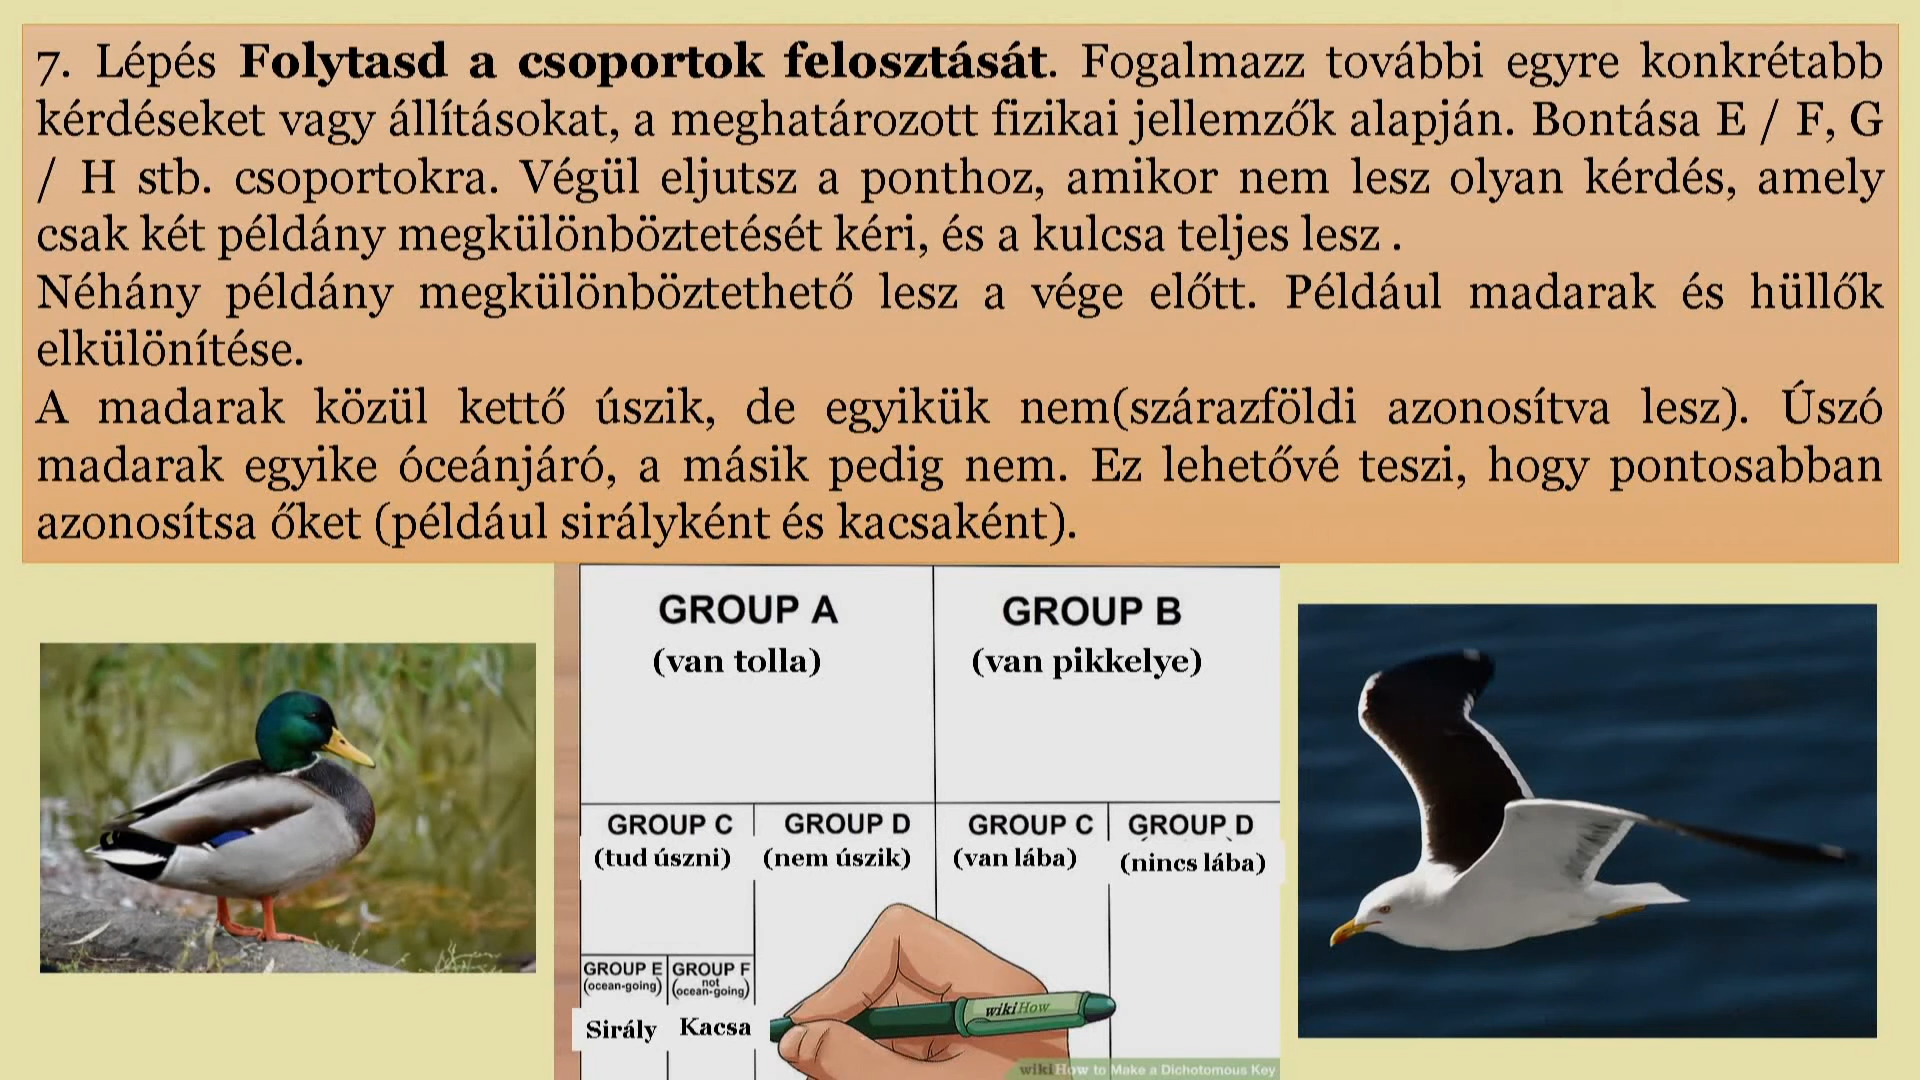 7. Lépés Folytasd a csoportok felosztását. Fogalmazz további egyre konkrétabb
kérdéseket vagy állításokat, a meghatározott fizikai jellemzők alapján. Bontása E / F, G
/ H stb. csoportokra. Végül eljutsz a ponthoz, amikor nem lesz olyan kérdés, amely
csak két példány megkülönböztetését kéri, és a kulcsa teljes lesz .
Néhány példány megkülönböztethető lesz a vége előtt. Például madarak és hüllők
elkülönítése.
A madarak közül kettő úszik, de egyikük nem(szárazföldi azonosítva lesz). Úszó
madarak egyike óceánjáró, a másik pedig nem. Ez lehetővé teszi, hogy pontosabban
azonosítsa őket (például sirályként és kacsaként).
GROUP A
(van tolla)
GROUP B
(van pikkelye)
GROUP C
(tud úszni)
GROUP D
(nem úszik)
GROUP C
(van lába)
GROUP D
(nincs lába)
GROUP E
(ocean-going)
GROUP F
not
(ocean-going)
Sirály
Kacsa
wikiHow
wikiHow to Make a Dichotomous Key